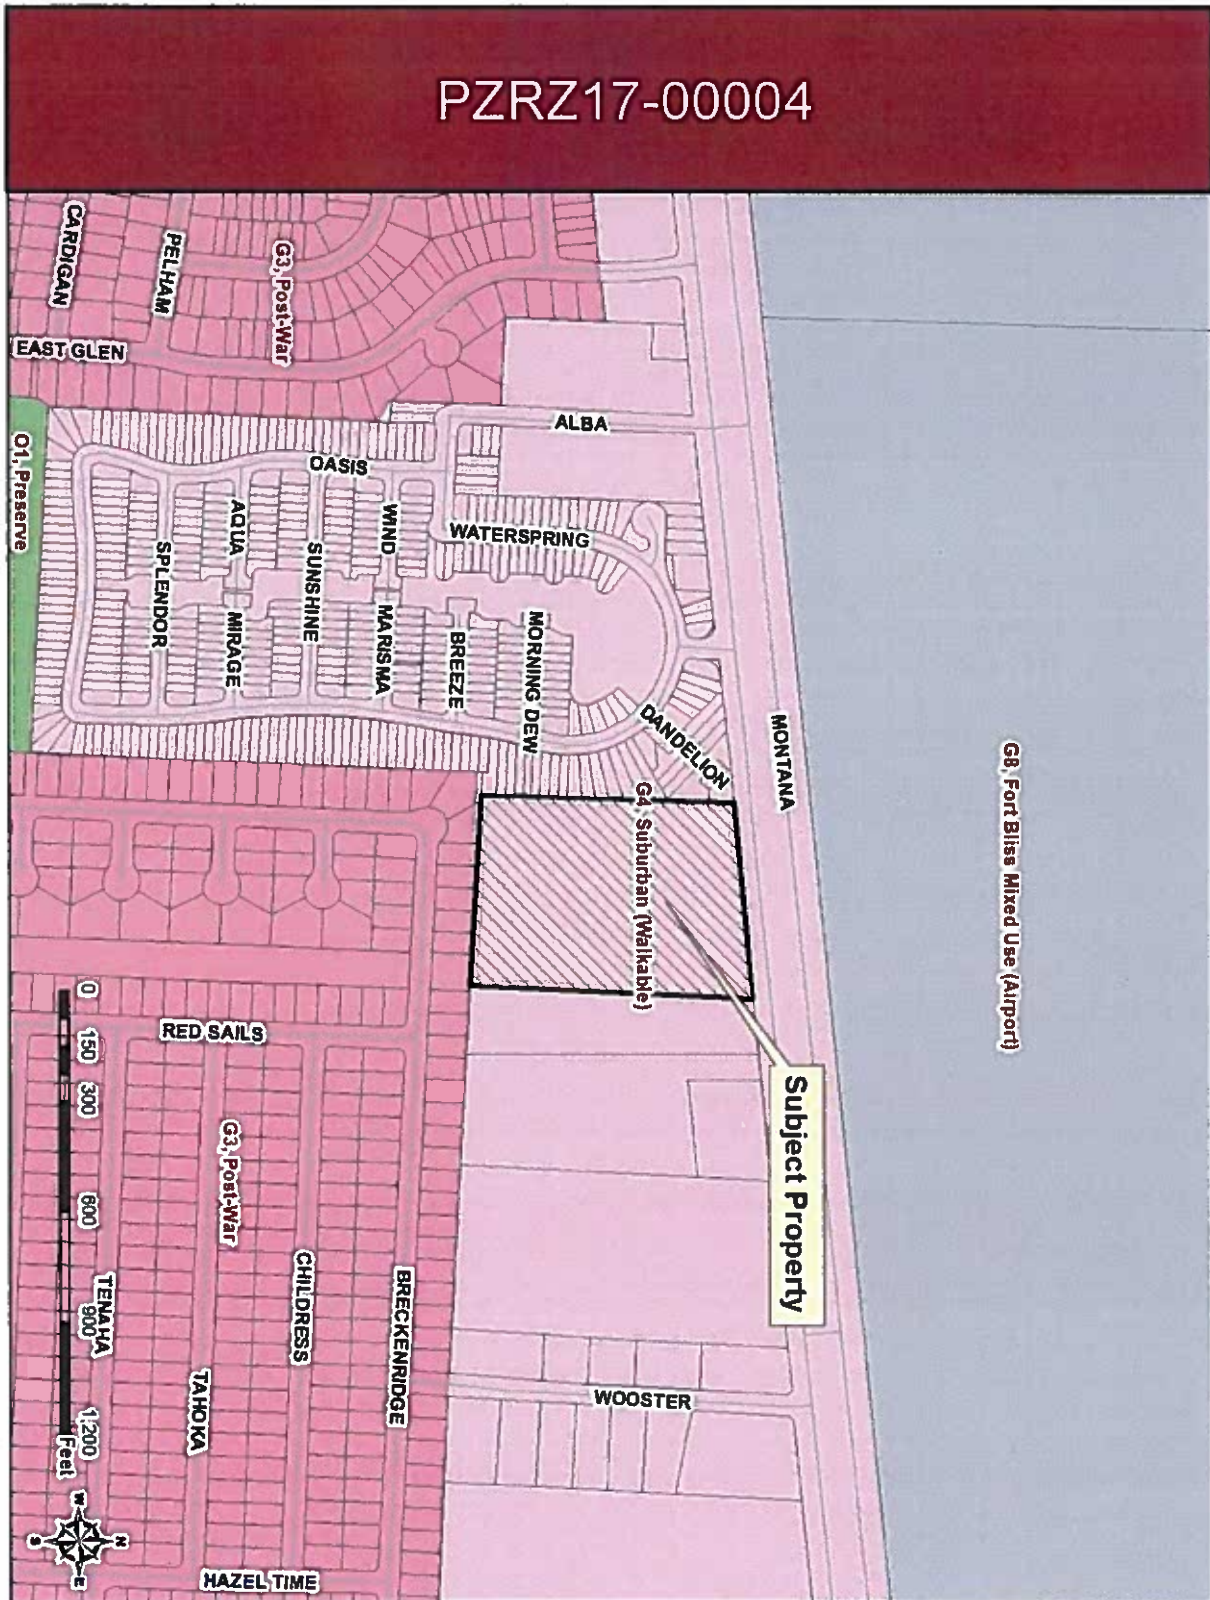 PZRZ17-00004
CARDIGAN
PELHAM
G3, Post-War
EAST GLEN
O1, Preserve
ALBA
OASIS
WIND
AQUA
WATERSPRING
SPLENDOR
SUNSHINE
MIRAGE
MARISMA
BREEZE
MORNING DEW
DANDELION
MONTANA
G8, Fort Bliss Mixed Use (Airport)
G4, Suburban (Walkable)
Subject Property
RED SAILS
G3, Post-War
TENAHA
TAHOKA
CHILDRESS
BRECKENRIDGE
WOOSTER
HAZEL TIME
0 150 300 600 900 1,200
Feet
N
W
E
S